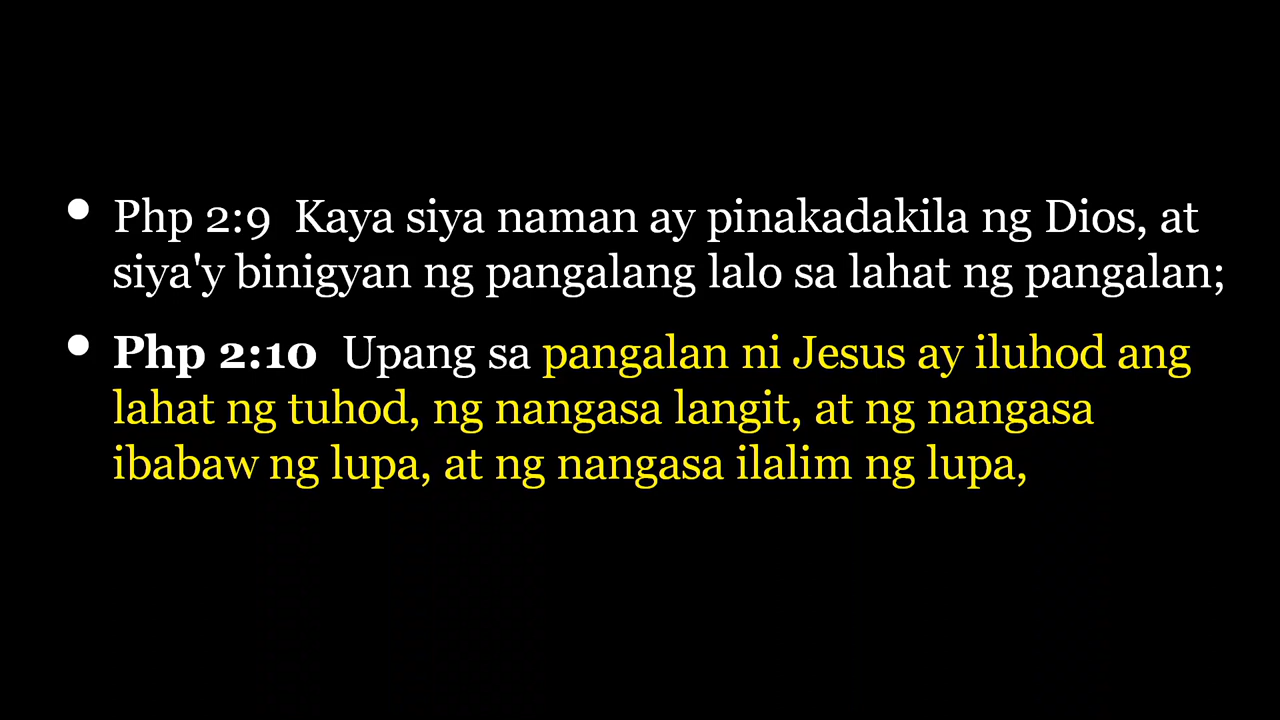 • Php 2:9  Kaya siya naman ay pinakadakila ng Dios, at
siya'y binigyan ng pangalang lalo sa lahat ng pangalan;
• Php 2:10  Upang sa pangalan ni Jesus ay iluhod ang
lahat ng tuhod, ng nangasa langit, at ng nangasa
ibabaw ng lupa, at ng nangasa ilalim ng lupa,